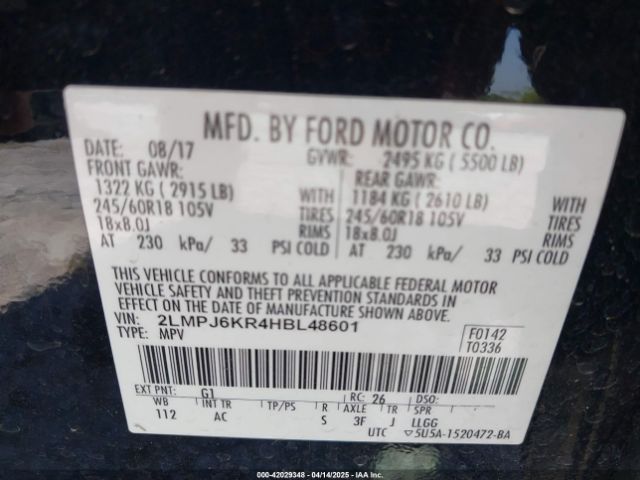 MFD. BY FORD MOTOR CO.
DATE: 08/17 GVWR: 2495 KG ( 5500 LB)
FRONT GAWR: REAR GAWR:
1322 KG ( 2915 LB) WITH 1184 KG ( 2610 LB) WITH
245/60R18 105V TIRES 245/60R18 105V TIRES
18x8.0J RIMS 18x8.0J RIMS
AT 230 kPa/ 33 PSI COLD AT 230 kPa/ 33 PSI COLD
THIS VEHICLE CONFORMS TO ALL APPLICABLE FEDERAL MOTOR
VEHICLE SAFETY AND THEFT PREVENTION STANDARDS IN
EFFECT ON THE DATE OF MANUFACTURE SHOWN ABOVE.
VIN: 2LMPJ6KR4HBL48601 F0142
TYPE: MPV T0336
EXT PNT: G1 RC: 26 DSO:
WB INT TR TP/PS R AXLE TR SPR
112 AC S 3F J LLGG
UTC ▽5U5A-1520472-BA
000-42029348 - 04/14/2025 - IAAI.COM